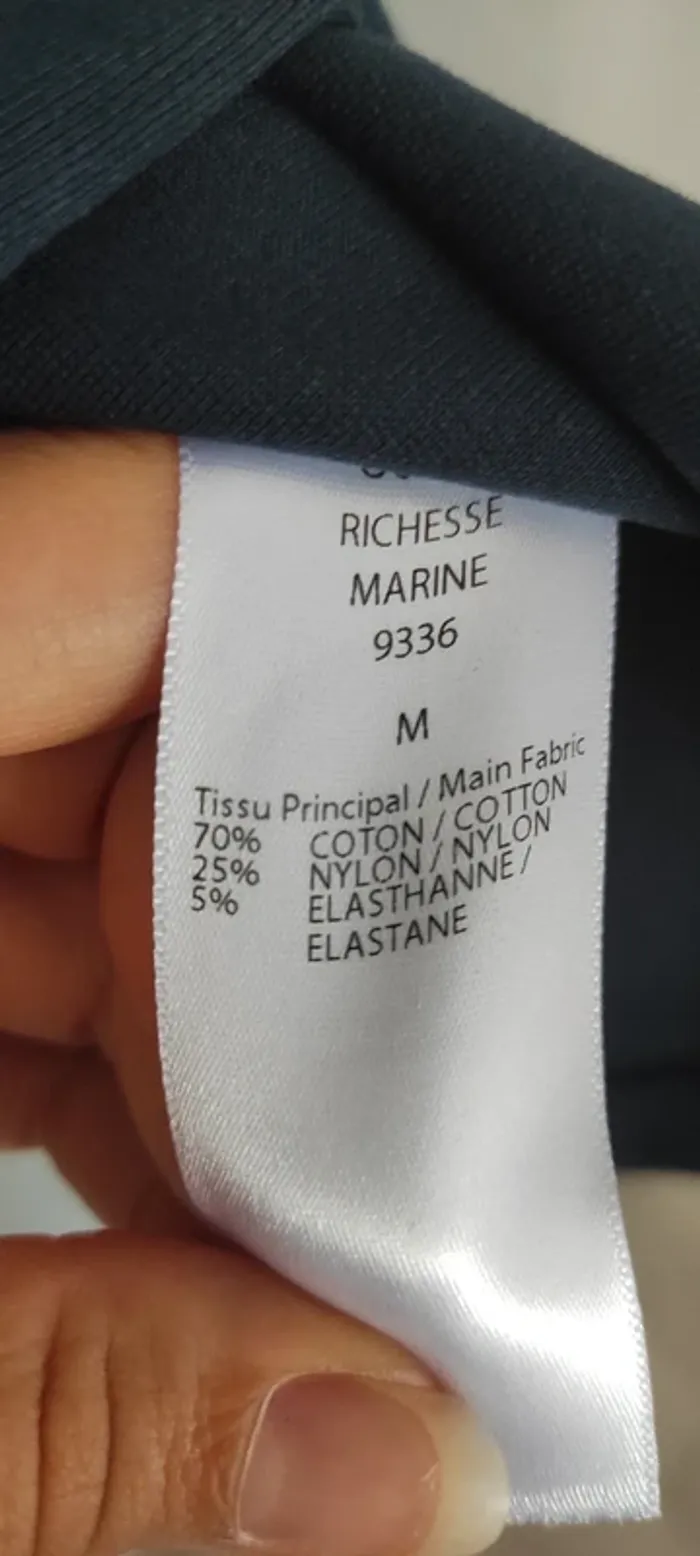 RICHESSE
MARINE
9336
M
Tissu Principal / Main Fabric
70% COTON / COTTON
25% NYLON / NYLON
5% ELASTHANNE /
ELASTANE